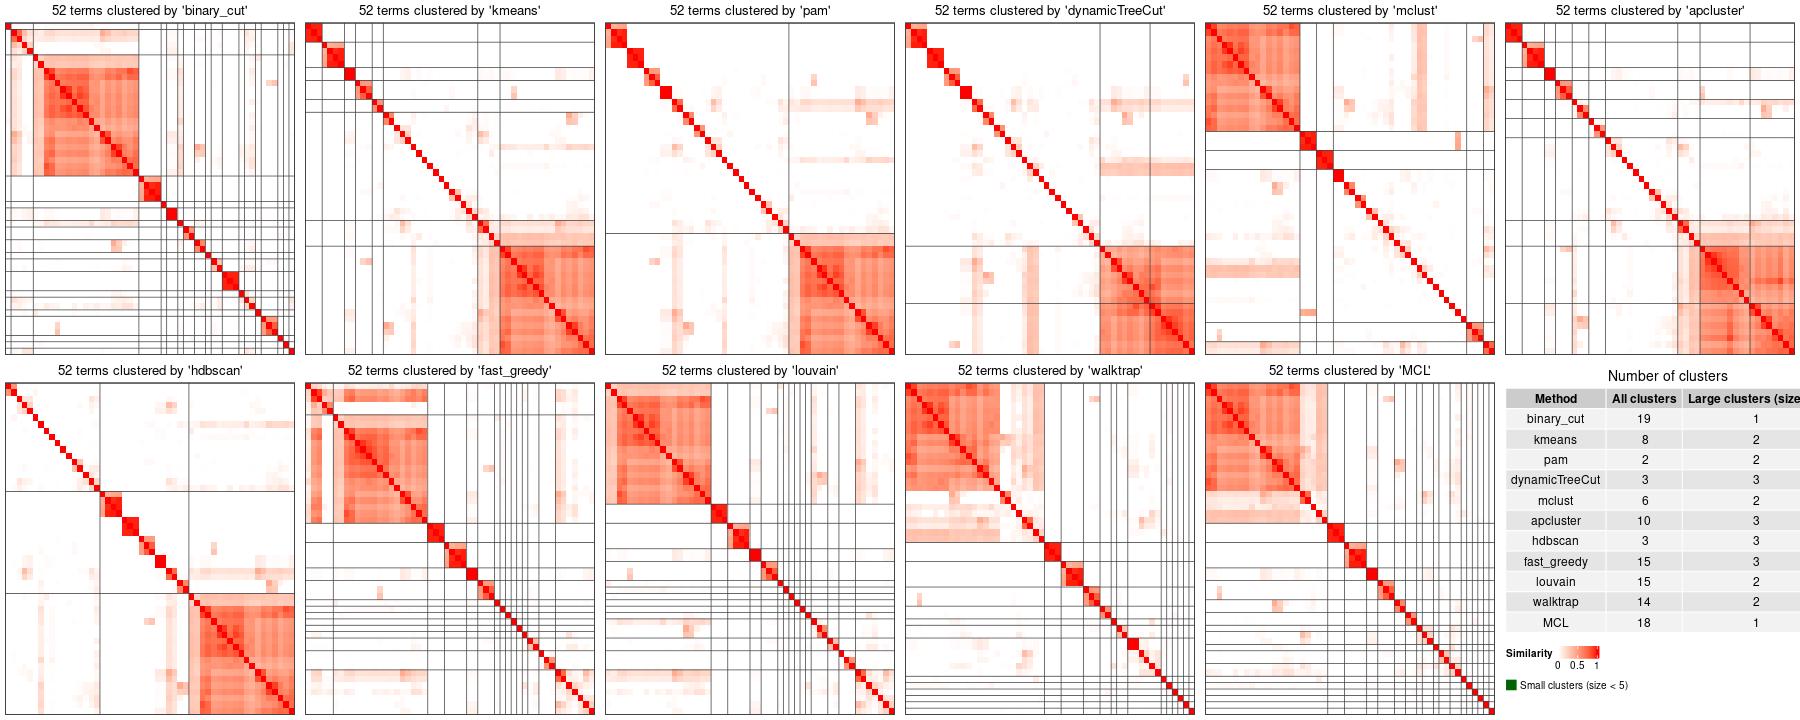 52 terms clustered by 'binary_cut'
52 terms clustered by 'kmeans'
52 terms clustered by 'pam'
52 terms clustered by 'dynamicTreeCut'
52 terms clustered by 'mclust'
52 terms clustered by 'apcluster'
52 terms clustered by 'hdbscan'
52 terms clustered by 'fast_greedy'
52 terms clustered by 'louvain'
52 terms clustered by 'walktrap'
52 terms clustered by 'MCL'
Number of clusters
Method All clusters Large clusters (size
binary_cut 19 1
kmeans 8 2
pam 2 2
dynamicTreeCut 3 3
mclust 6 2
apcluster 10 3
hdbscan 3 3
fast_greedy 15 3
louvain 15 2
walktrap 14 2
MCL 18 1
Similarity
0 0.5 1
Small clusters (size < 5)